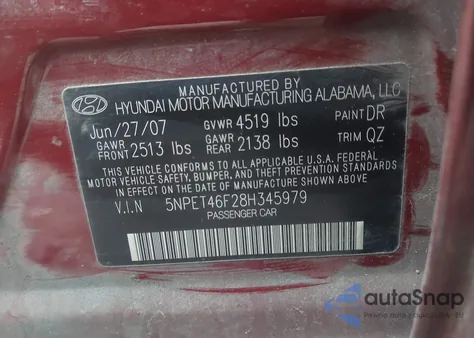 MANUFACTURED BY
HYUNDAI MOTOR MANUFACTURING ALABAMA, LLC
Jun/27/07 GVWR 4519 lbs PAINT DR
GAWR FRONT 2513 lbs GAWR REAR 2138 lbs TRIM QZ
THIS VEHICLE CONFORMS TO ALL APPLICABLE U.S.A. FEDERAL
MOTOR VEHICLE SAFETY, BUMPER, AND THEFT PREVENTION STANDARDS
IN EFFECT ON THE DATE OF MANUFACTURE SHOWN ABOVE.
V.I.N 5NPET46F28H345979
PASSENGER CAR
autoSnap